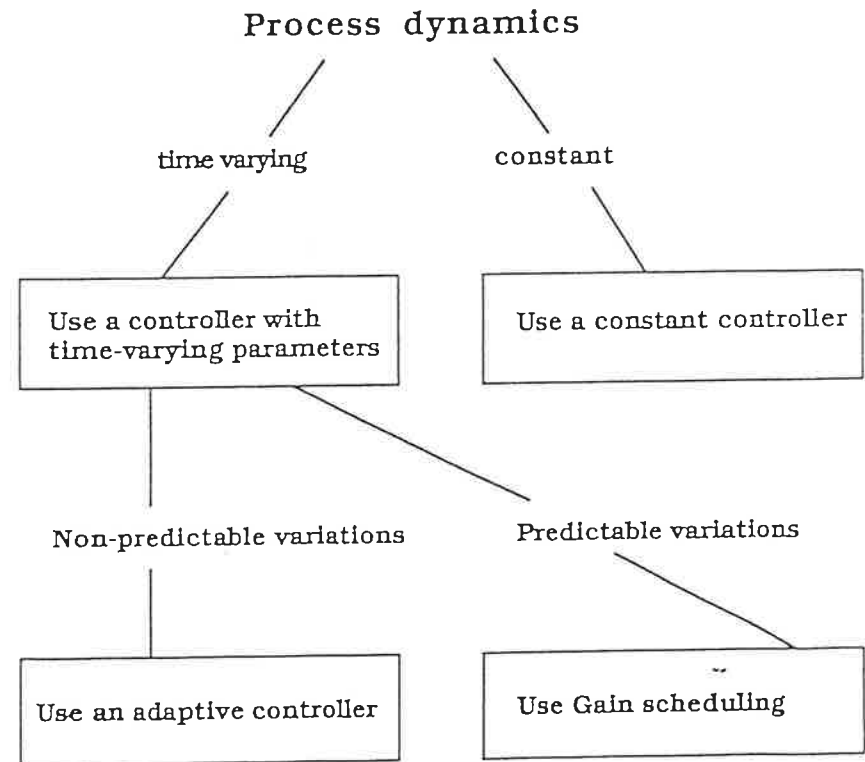 Process dynamics
time varying
constant
Use a controller with
time-varying parameters
Use a constant controller
Non-predictable variations
Predictable variations
Use an adaptive controller
Use Gain scheduling